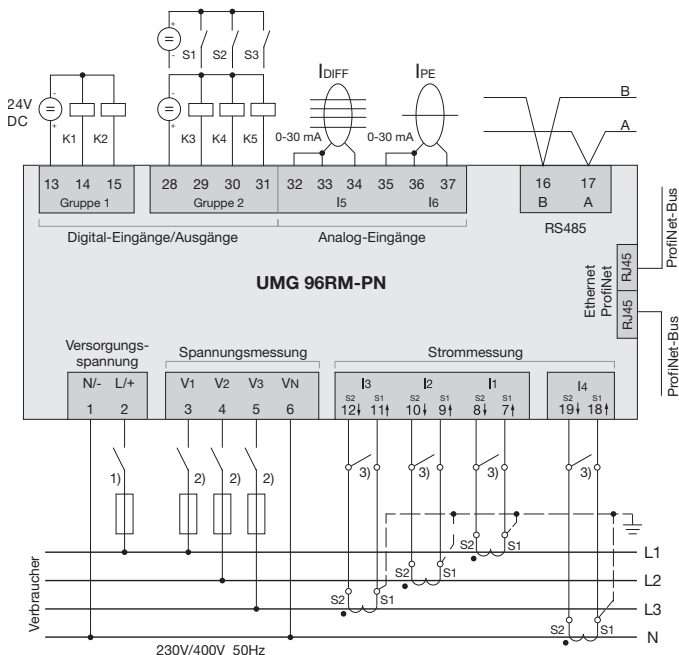 S1 S2 S3
IDIFF IPE
24V
DC
K1 K2 K3 K4 K5
0-30 mA 0-30 mA
B
A
13 14 15 28 29 30 31 32 33 34 35 36 37 16 17
Gruppe 1 Gruppe 2 I5 I6 B A
RS485
Digital-Eingänge/Ausgänge Analog-Eingänge
UMG 96RM-PN
Ethernet
ProfiNet
RJ45
RJ45
ProfiNet-Bus
ProfiNet-Bus
Versorgungs-
spannung
Spannungsmessung Strommessung
N/- L/+ V1 V2 V3 VN I3 I2 I1 I4
S2 S1 S2 S1 S2 S1 S2 S1
1 2 3 4 5 6 12 11 10 9 8 7 19 18
1) 2) 2) 2) 3) 3) 3) 3)
S2 S1
L1
S2 S1
L2
S2 S1
L3
S2 S1
N
Verbraucher
230V/400V 50Hz